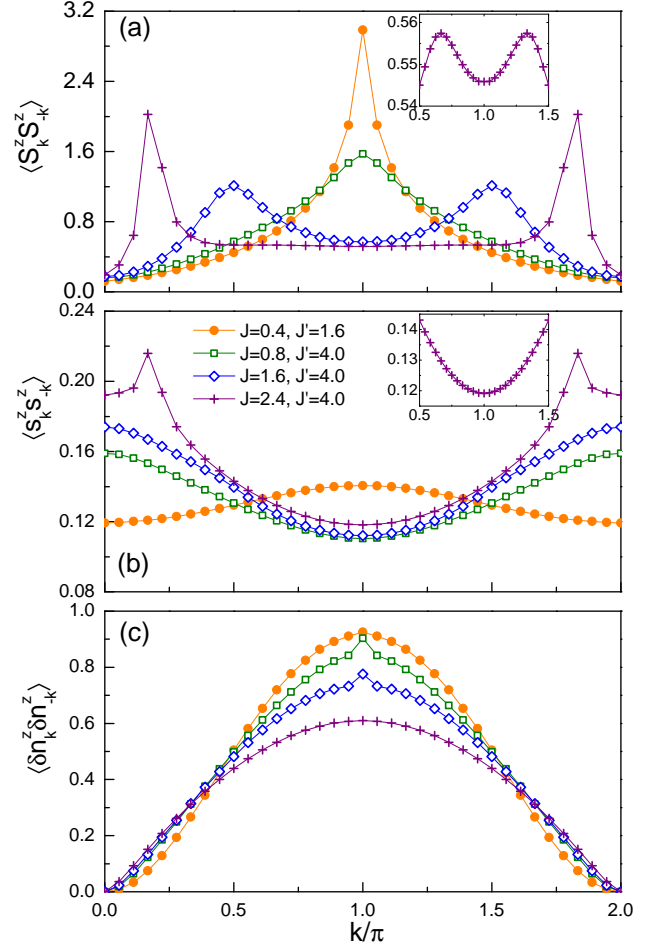 (a)
⟨S^z_k S^z_-k⟩
3.2
2.4
1.6
0.8
0.0
0.56
0.55
0.54
0.5 1.0 1.5
(b)
⟨s^z_k s^z_-k⟩
0.24
0.20
0.16
0.12
0.08
J=0.4, J'=1.6
J=0.8, J'=4.0
J=1.6, J'=4.0
J=2.4, J'=4.0
0.14
0.13
0.12
0.5 1.0 1.5
(c)
⟨δn^z_k δn^z_-k⟩
1.0
0.8
0.6
0.4
0.2
0.0
0.0 0.5 1.0 1.5 2.0
k/π